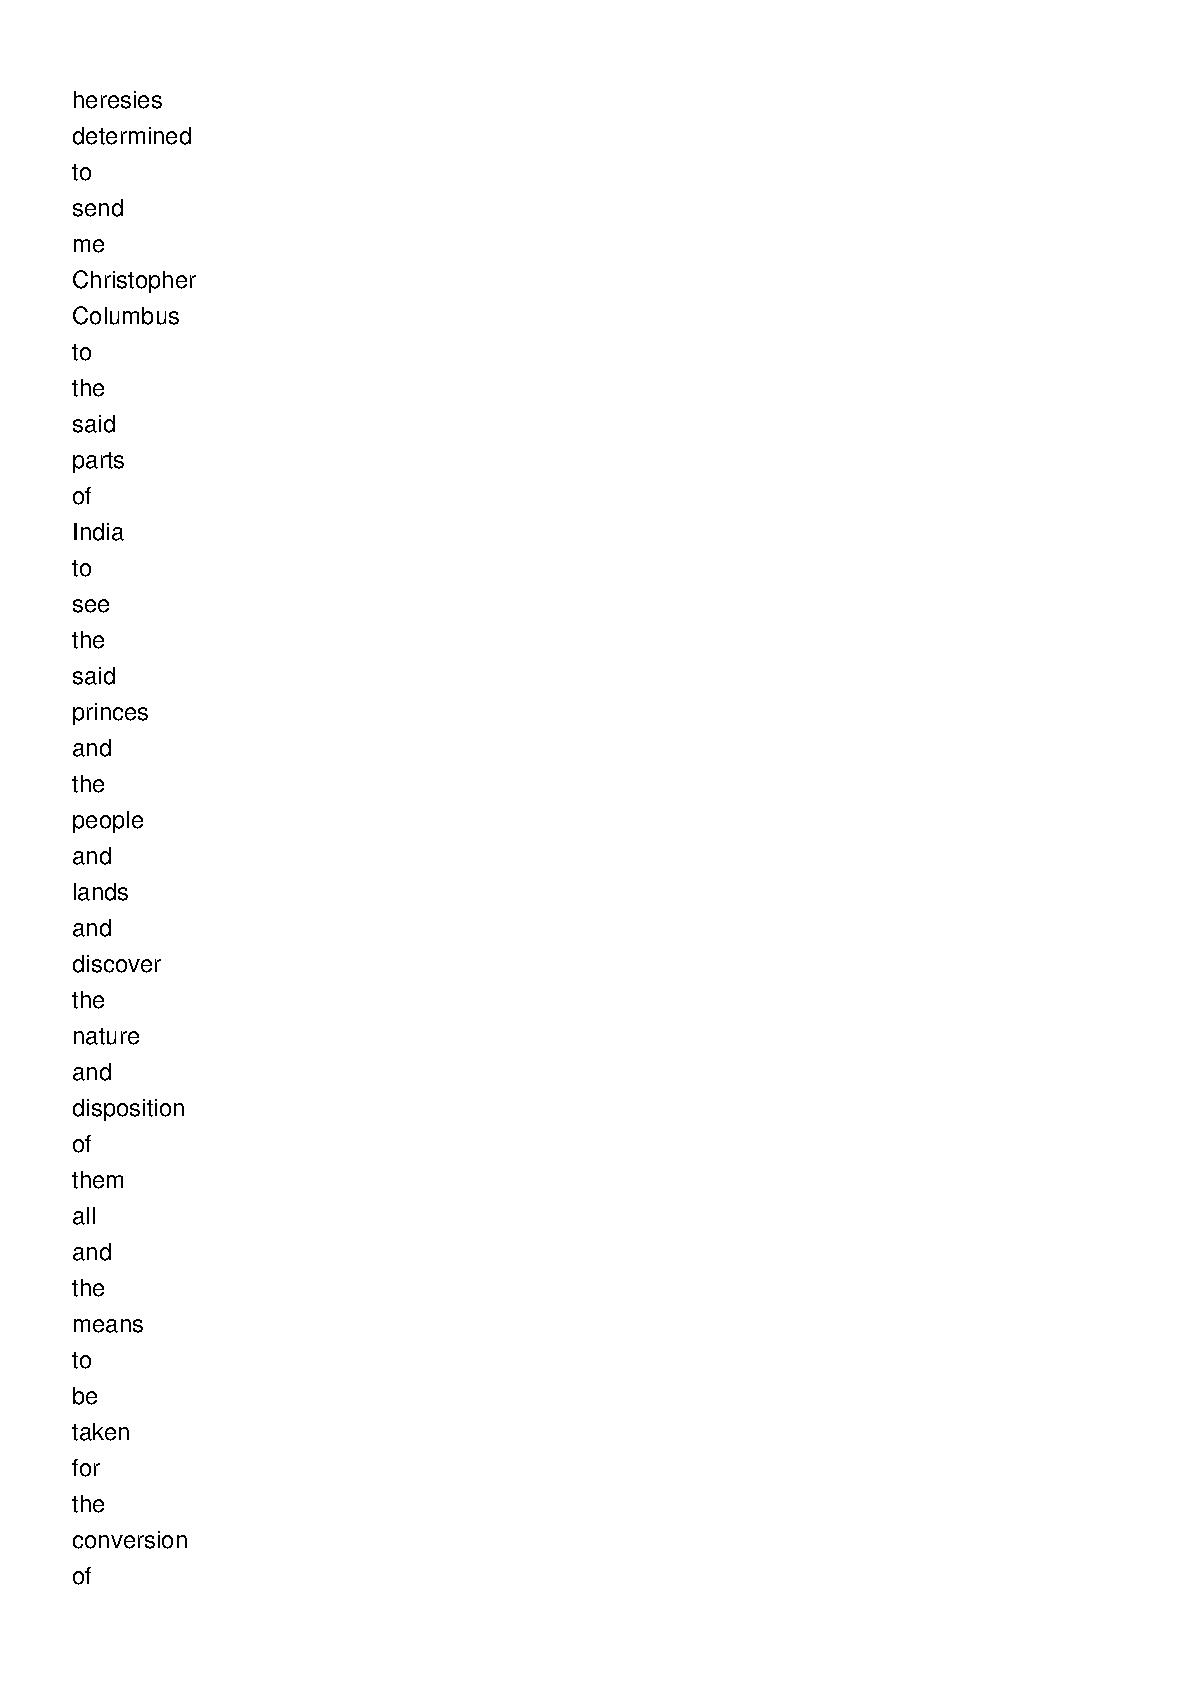 heresies
determined
to
send
me
Christopher
Columbus
to
the
said
parts
of
India
to
see
the
said
princes
and
the
people
and
lands
and
discover
the
nature
and
disposition
of
them
all
and
the
means
to
be
taken
for
the
conversion
of